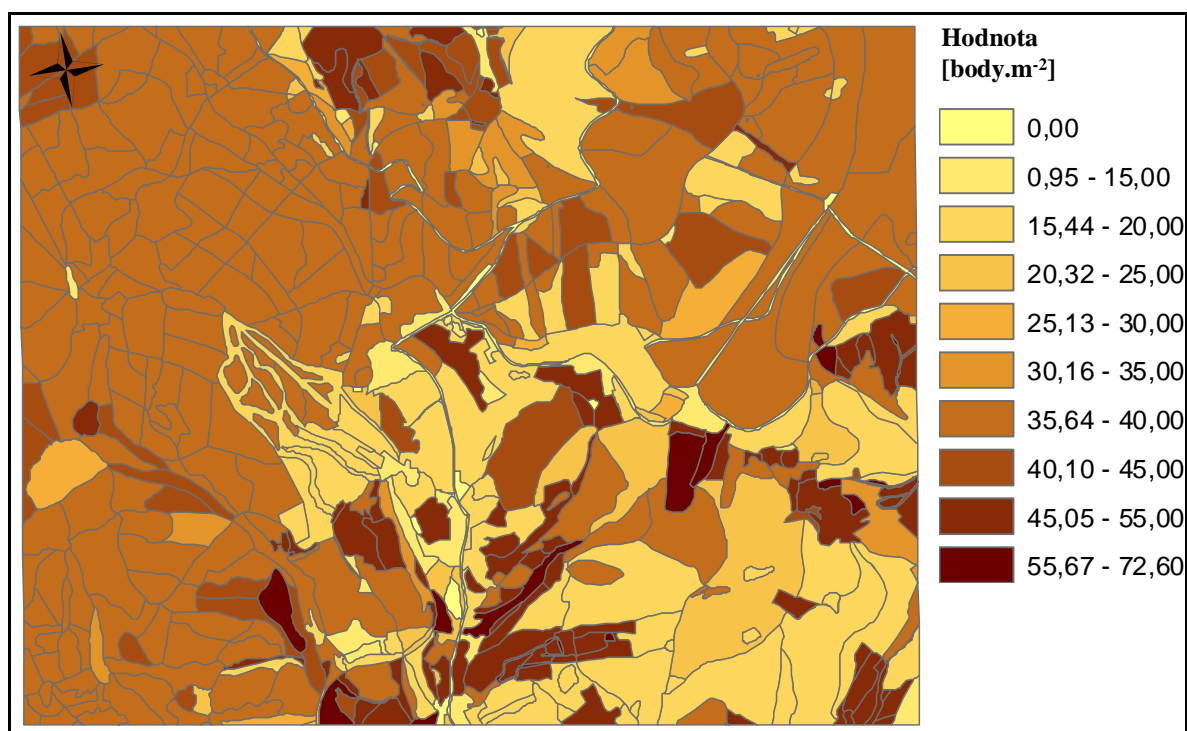 Hodnota
[body.m-2]
0,00
0,95 - 15,00
15,44 - 20,00
20,32 - 25,00
25,13 - 30,00
30,16 - 35,00
35,64 - 40,00
40,10 - 45,00
45,05 - 55,00
55,67 - 72,60